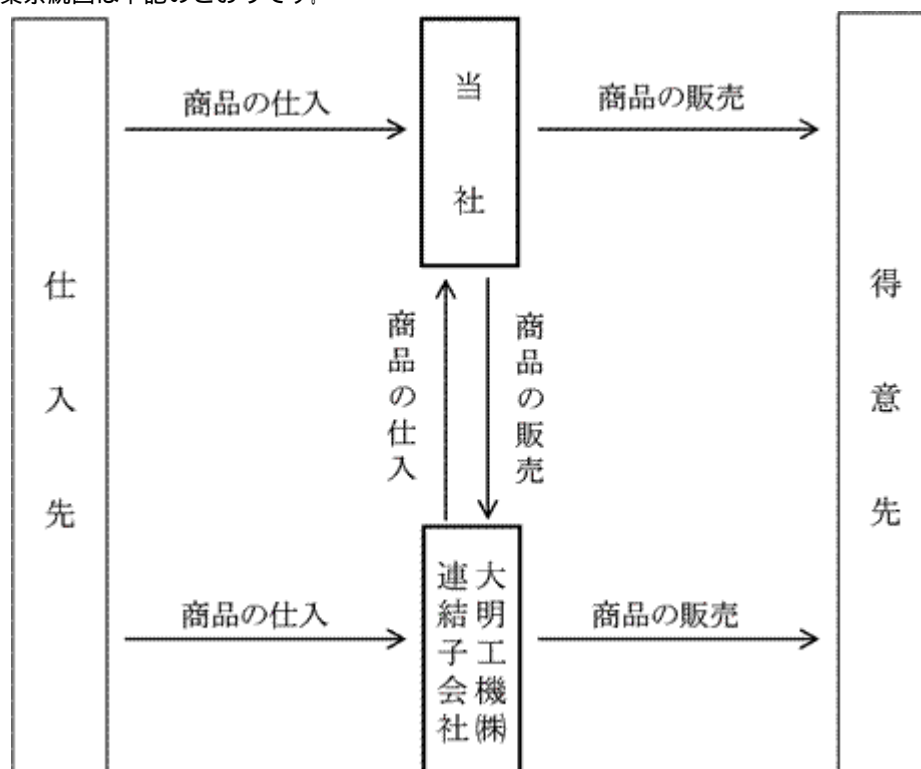 業系統図は下記のとおりです。
仕入先
商品の仕入
当社
商品の販売
得意先
商品の仕入
商品の販売
商品の仕入
大明工機㈱
連結子会社
商品の販売